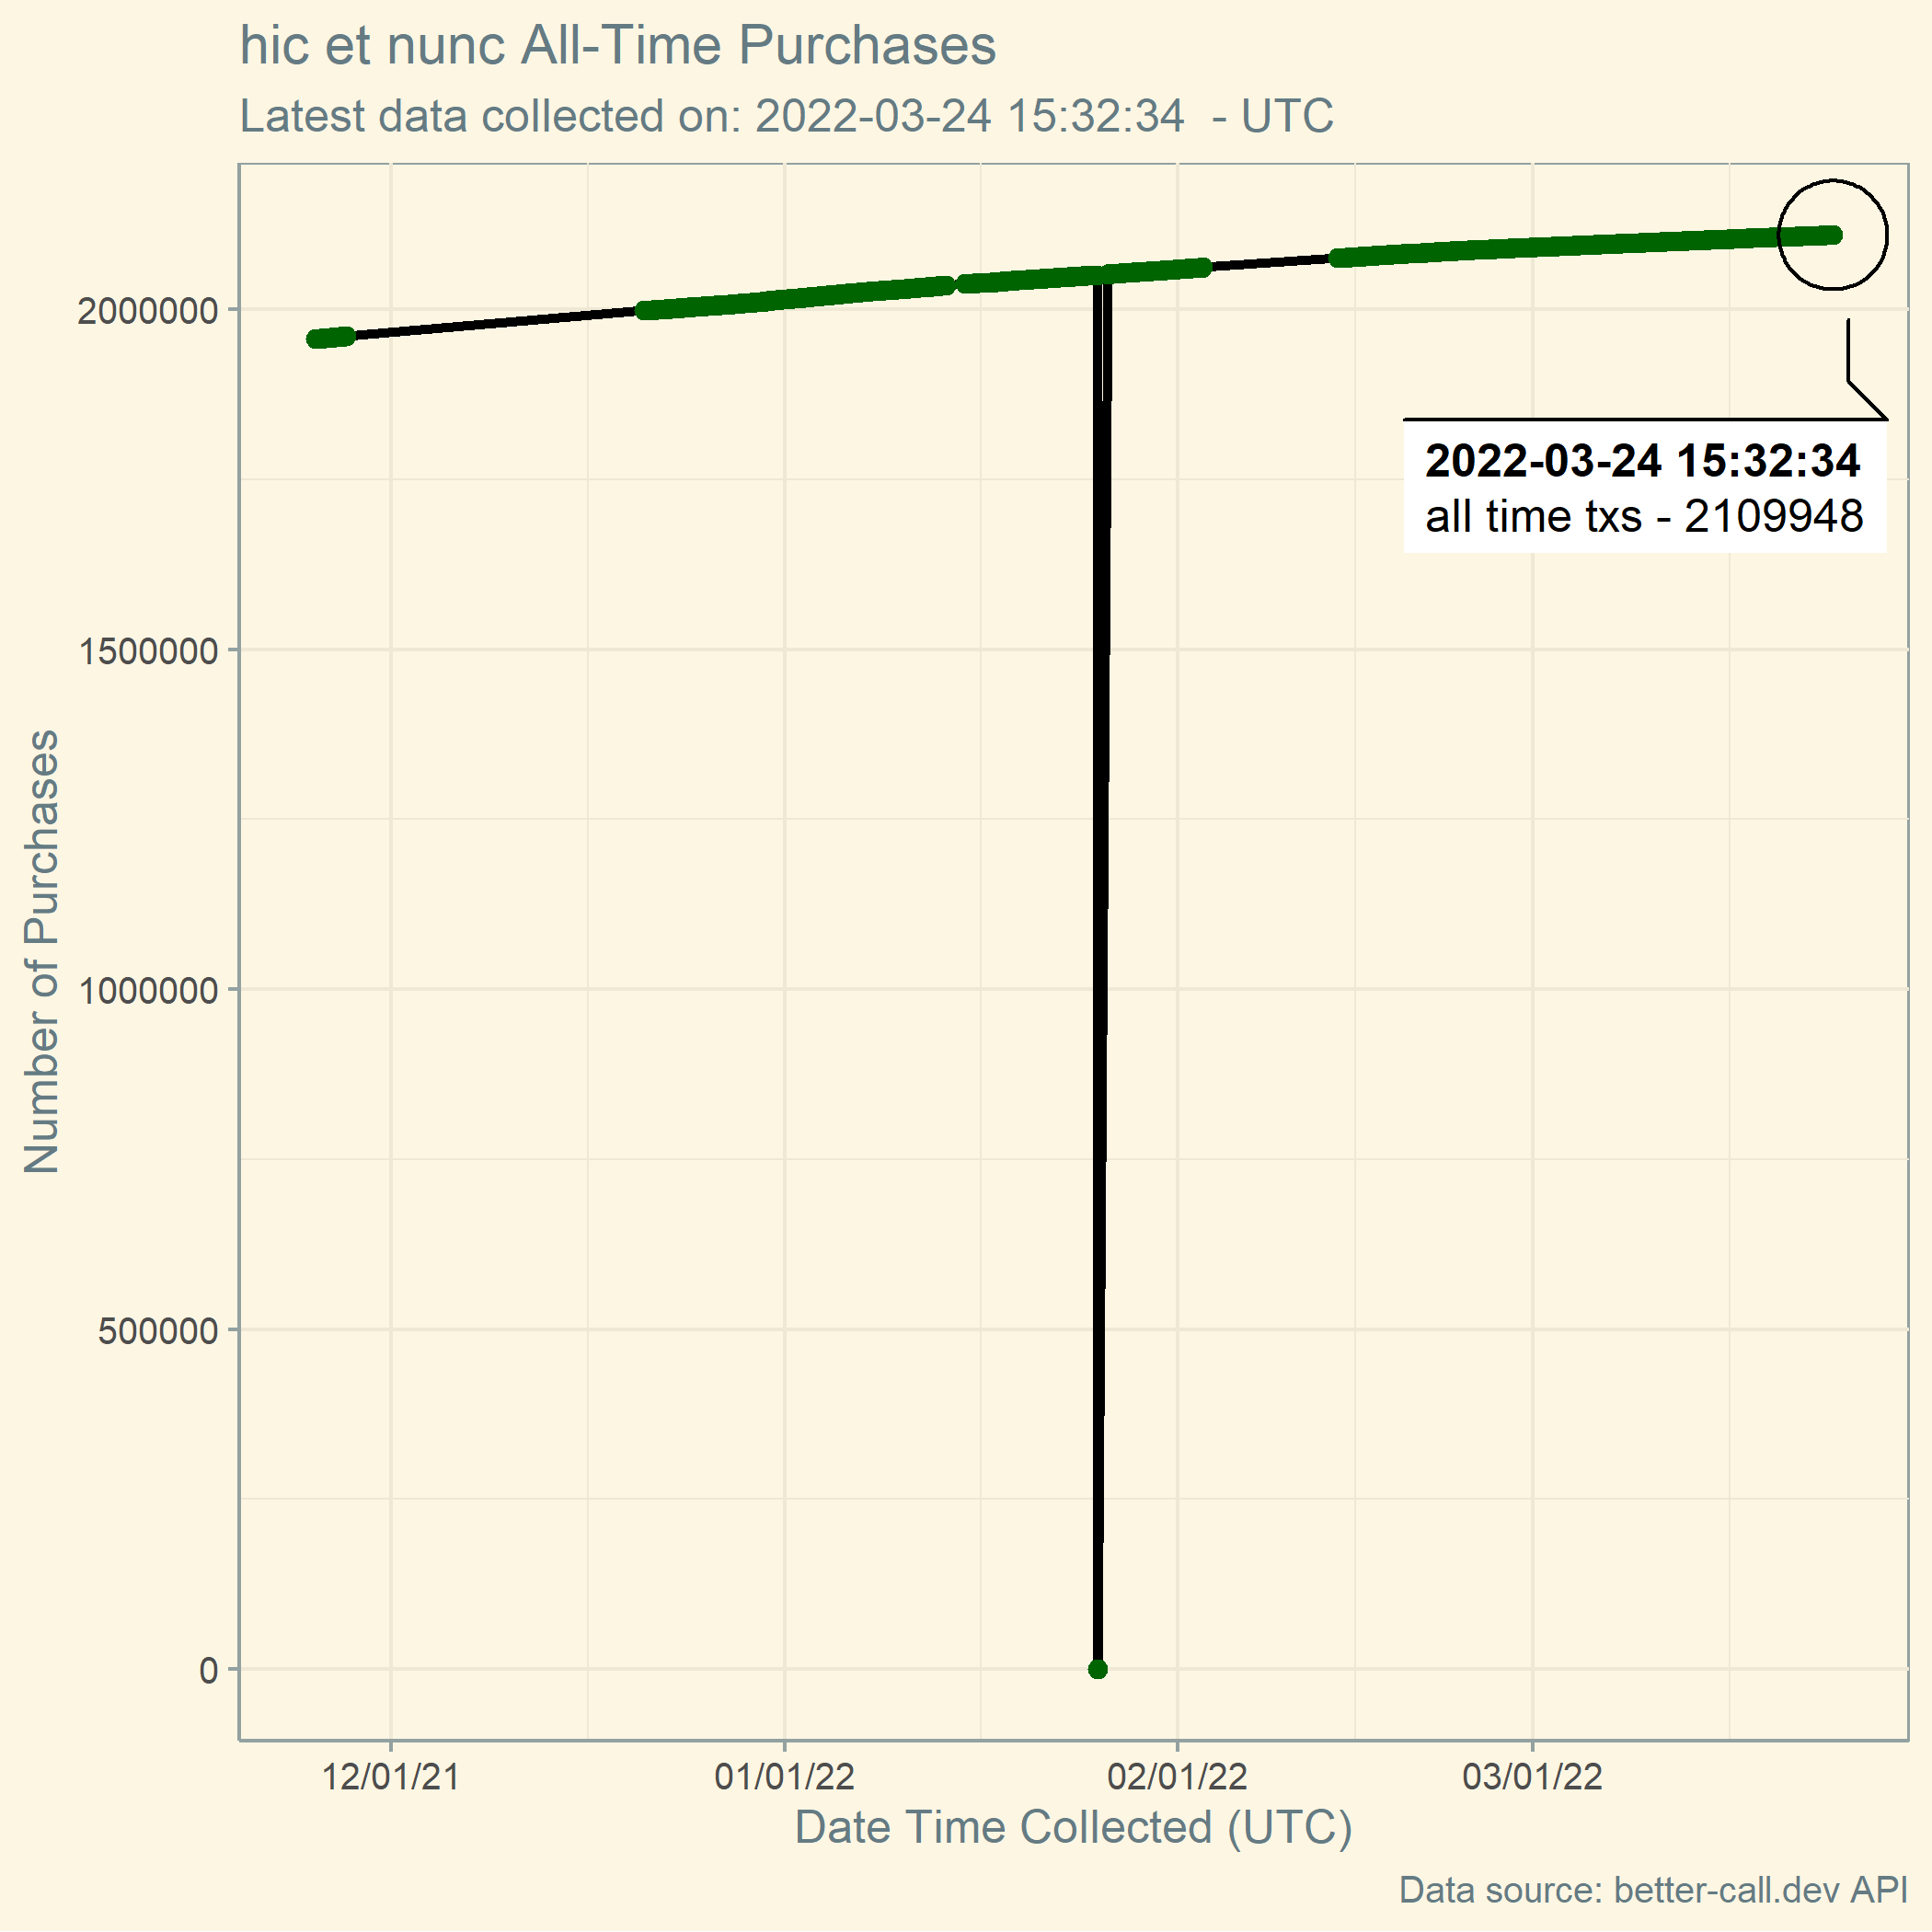 hic et nunc All-Time Purchases
Latest data collected on: 2022-03-24 15:32:34  - UTC
2022-03-24 15:32:34
all time txs - 2109948
Number of Purchases
2000000
1500000
1000000
500000
0
12/01/21
01/01/22
02/01/22
03/01/22
Date Time Collected (UTC)
Data source: better-call.dev API